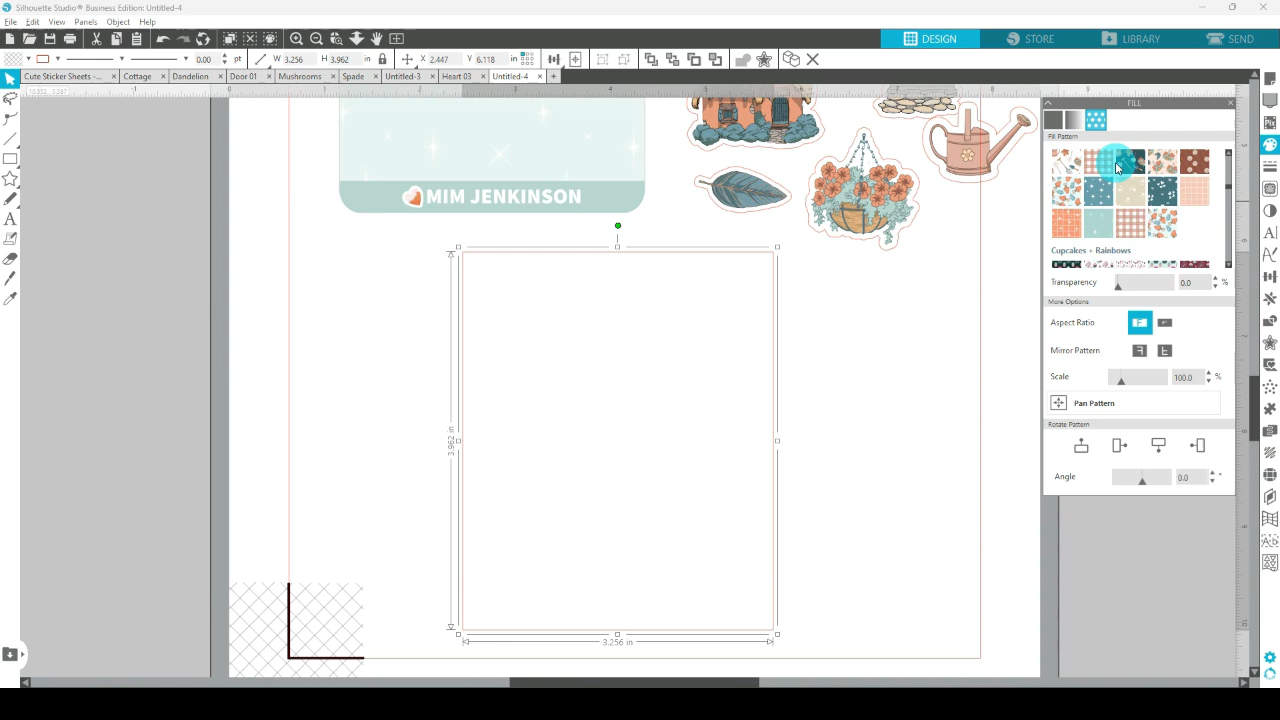 Silhouette Studio® Business Edition: Untitled-4
File Edit View Panels Object Help
DESIGN STORE LIBRARY SEND
0.00 pt W 3.256 H 3.962 in X 2.447 Y 6.118 in
Cute Sticker Sheets -... × Cottage × Dandelion × Door 01 × Mushrooms × Spade × Untitled-3 × Heart 03 × Untitled-4 × +
FILL
Fill Pattern
MIM JENKINSON
Cupcakes + Rainbows
Transparency 0.0 %
More Options
Aspect Ratio
Mirror Pattern
Scale 100.0 %
Pan Pattern
Rotate Pattern
Angle 0.0 °
3.962 in
3.256 in